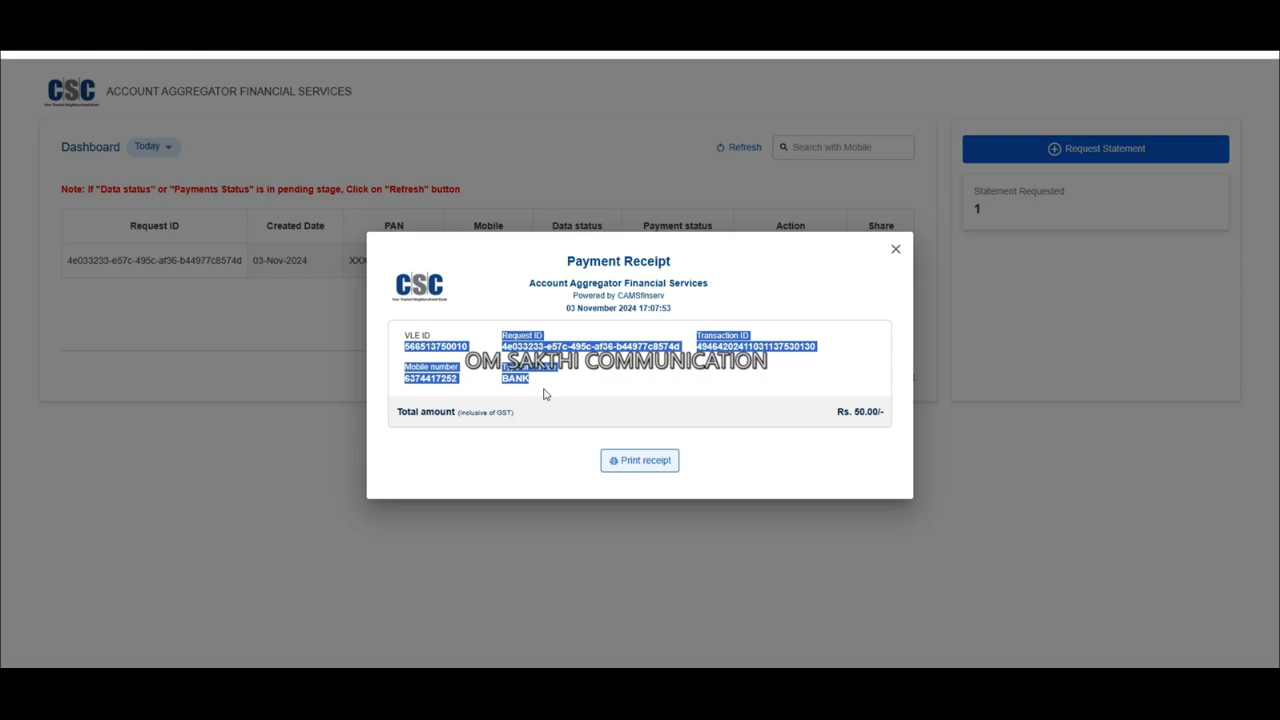 CSC ACCOUNT AGGREGATOR FINANCIAL SERVICES
Dashboard Today Refresh Search with Mobile
Request Statement
Note: If "Data status" or "Payments Status" is in pending stage, Click on "Refresh" button
Statement Requested
1
Request ID Created Date PAN Mobile Data status Payment status Action Share
4e033233-e57c-495c-af36-b44977c8574d 03-Nov-2024 XXX
Payment Receipt
CSC
Account Aggregator Financial Services
Powered by CAMSfinserv
03 November 2024 17:07:53
VLE ID Request ID Transaction ID
566513750010 4e033233-e57c-495c-af36-b44977c8574d 49464202411031137530130
OM SAKTHI COMMUNICATION
Mobile number
6374417252 BANK
Total amount (Inclusive of GST) Rs. 50.00/-
Print receipt